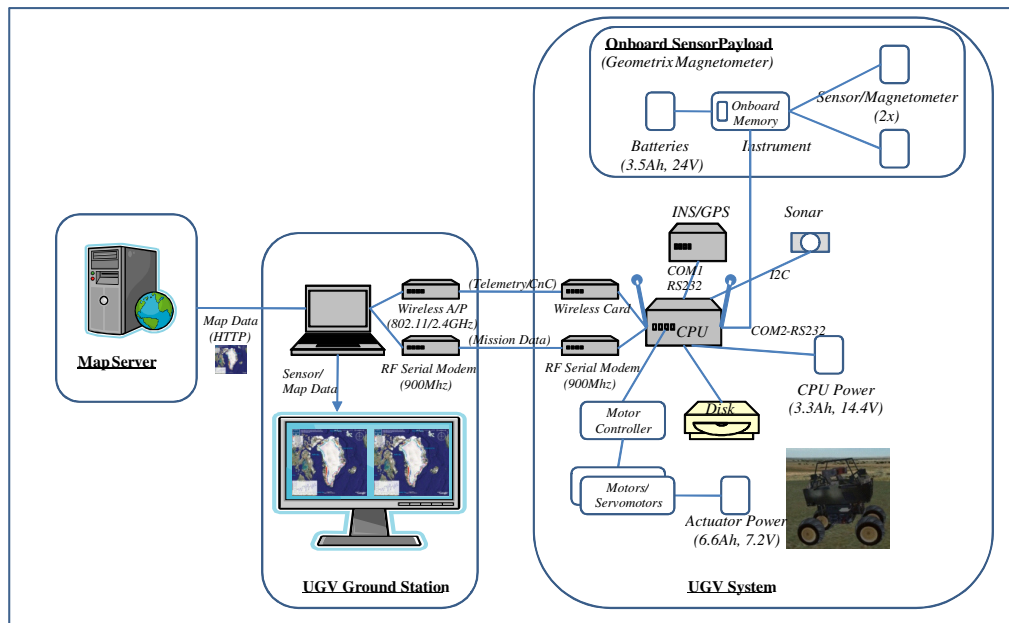 Onboard SensorPayload
(Geometrix Magnetometer)
Onboard
Memory
Sensor/Magnetometer
(2x)
Batteries
(3.5Ah, 24V)
Instrument
INS/GPS
Sonar
COM1
RS232
I2C
(Telemetry/CnC)
Wireless A/P
(802.11/2.4GHz)
Wireless Card
CPU
COM2-RS232
Map Data
(HTTP)
Map Server
(Mission Data)
Sensor/
Map Data
RF Serial Modem
(900Mhz)
RF Serial Modem
(900Mhz)
CPU Power
(3.3Ah, 14.4V)
Motor
Controller
Disk
Motors/
Servomotors
Actuator Power
(6.6Ah, 7.2V)
UGV Ground Station
UGV System